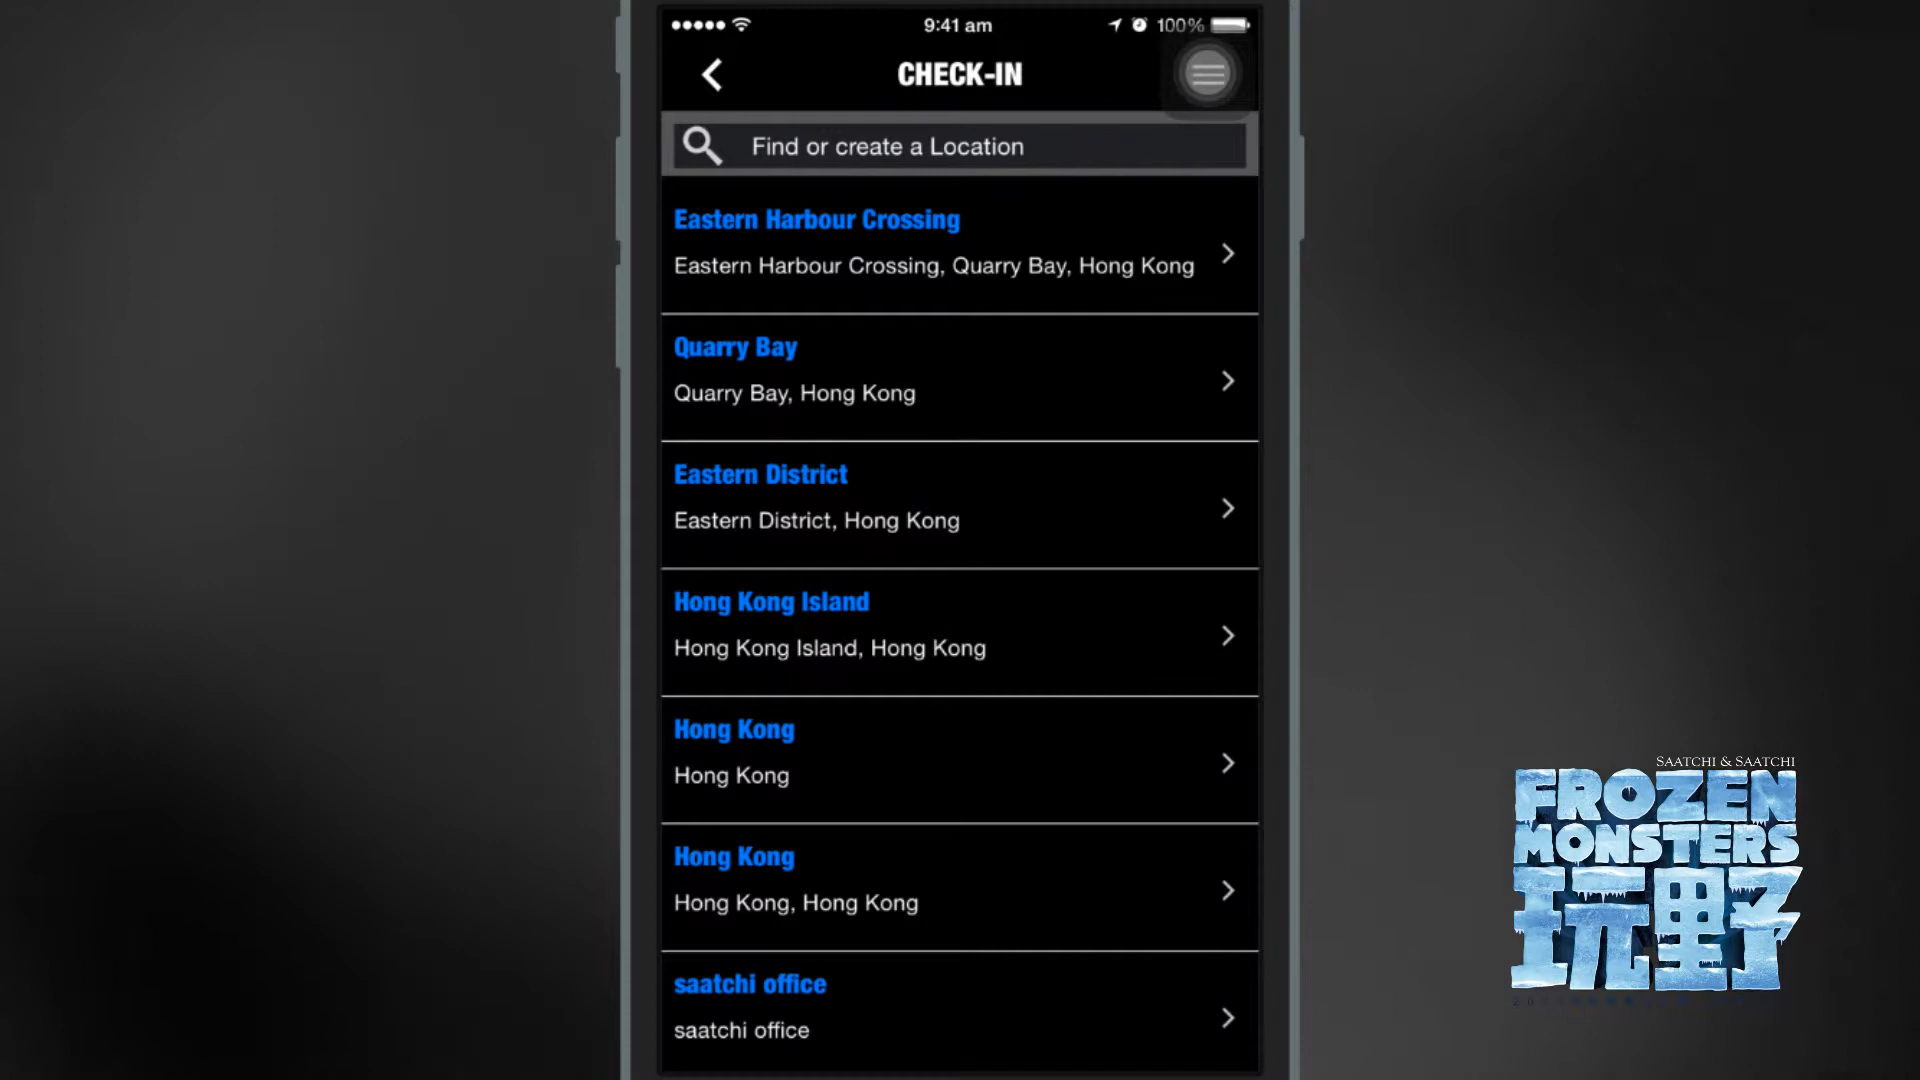 9:41 am
100%
CHECK-IN
Find or create a Location
Eastern Harbour Crossing
Eastern Harbour Crossing, Quarry Bay, Hong Kong
Quarry Bay
Quarry Bay, Hong Kong
Eastern District
Eastern District, Hong Kong
Hong Kong Island
Hong Kong Island, Hong Kong
Hong Kong
Hong Kong
Hong Kong
Hong Kong, Hong Kong
saatchi office
saatchi office
SAATCHI & SAATCHI
FROZEN
MONSTERS
玩野